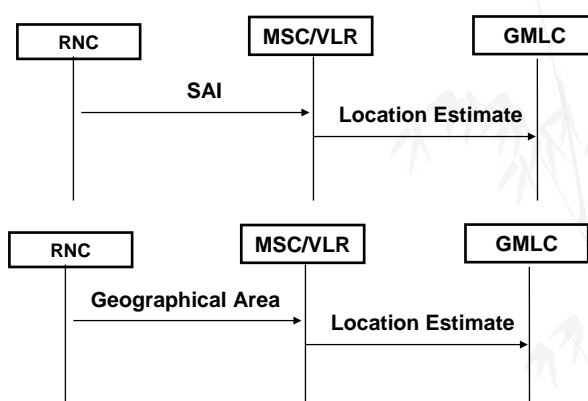 RNC
MSC/VLR
GMLC
SAI
Location Estimate
RNC
MSC/VLR
GMLC
Geographical Area
Location Estimate